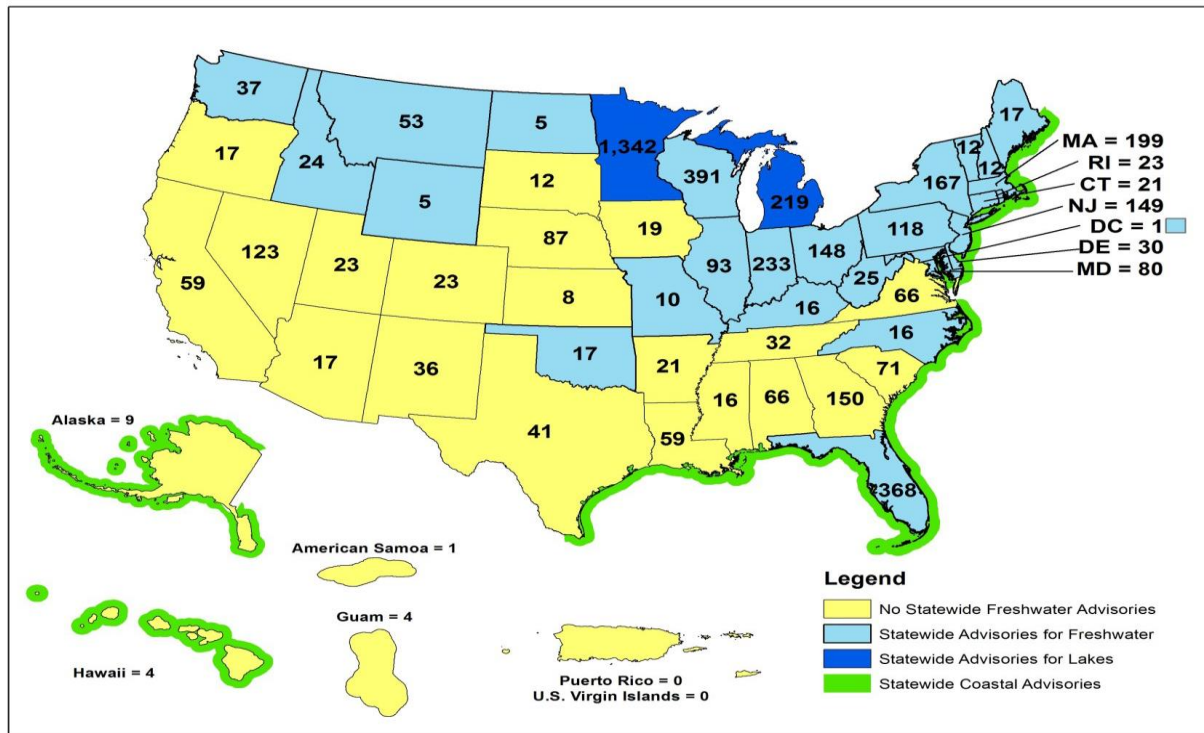 37
53
5
1,342
17
24
5
12
391
219
17
12
12
167
MA = 199
RI = 23
CT = 21
NJ = 149
DC = 1
DE = 30
MD = 80
59
123
23
23
87
19
93
233
148
118
25
66
8
10
16
16
17
36
17
21
32
71
41
59
16
66
150
368
Alaska = 9
American Samoa = 1
Guam = 4
Hawaii = 4
Puerto Rico = 0
U.S. Virgin Islands = 0
Legend
No Statewide Freshwater Advisories
Statewide Advisories for Freshwater
Statewide Advisories for Lakes
Statewide Coastal Advisories